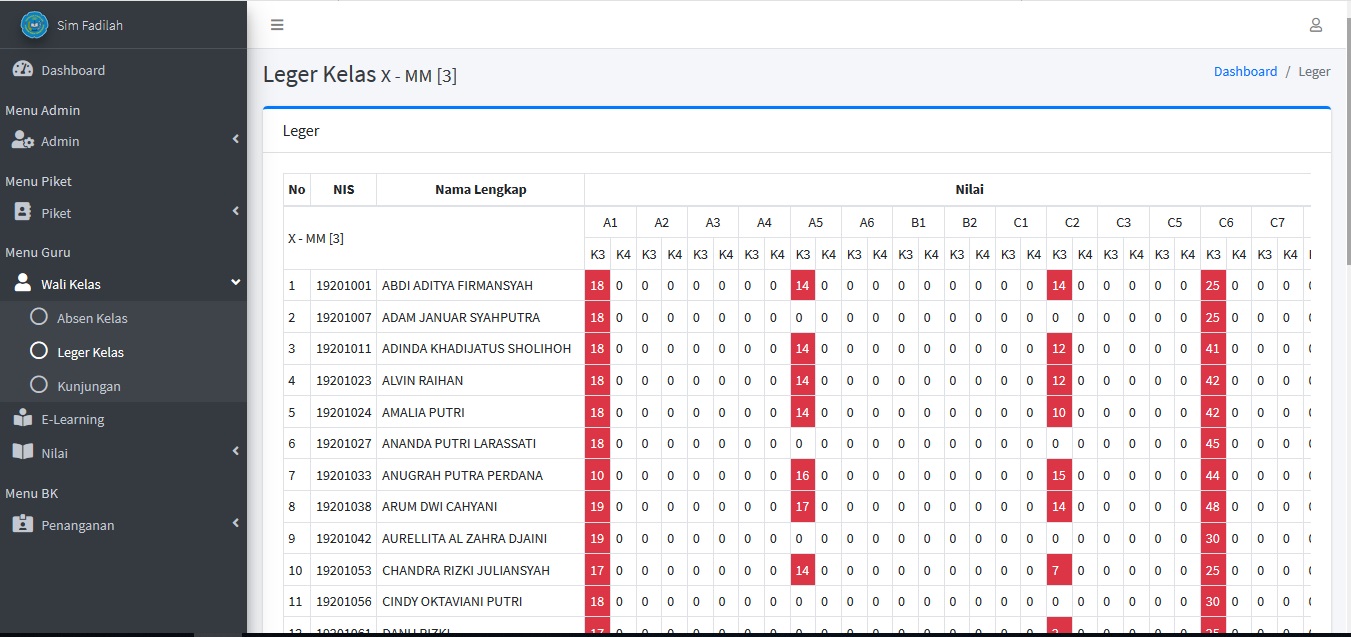 Sim Fadilah
Dashboard
Menu Admin
Admin
Menu Piket
Piket
Menu Guru
Wali Kelas
Absen Kelas
Leger Kelas
Kunjungan
E-Learning
Nilai
Menu BK
Penanganan
Leger Kelas X - MM [3]
Dashboard / Leger
Leger
No NIS Nama Lengkap Nilai
X - MM [3]
A1 A2 A3 A4 A5 A6 B1 B2 C1 C2 C3 C5 C6 C7
K3 K4 K3 K4 K3 K4 K3 K4 K3 K4 K3 K4 K3 K4 K3 K4 K3 K4 K3 K4 K3 K4 K3 K4 K3 K4 K3 K4
1 19201001 ABDI ADITYA FIRMANSYAH 18 0 0 0 0 0 0 0 14 0 0 0 0 0 0 0 0 0 14 0 0 0 0 0 25 0 0 0
2 19201007 ADAM JANUAR SYAHPUTRA 18 0 0 0 0 0 0 0 0 0 0 0 0 0 0 0 0 0 0 0 0 0 0 0 25 0 0 0
3 19201011 ADINDA KHADIJATUS SHOLIHOH 18 0 0 0 0 0 0 0 14 0 0 0 0 0 0 0 0 0 12 0 0 0 0 0 41 0 0 0
4 19201023 ALVIN RAIHAN 18 0 0 0 0 0 0 0 14 0 0 0 0 0 0 0 0 0 12 0 0 0 0 0 42 0 0 0
5 19201024 AMALIA PUTRI 18 0 0 0 0 0 0 0 14 0 0 0 0 0 0 0 0 0 10 0 0 0 0 0 42 0 0 0
6 19201027 ANANDA PUTRI LARASSATI 18 0 0 0 0 0 0 0 0 0 0 0 0 0 0 0 0 0 0 0 0 0 0 0 45 0 0 0
7 19201033 ANUGRAH PUTRA PERDANA 10 0 0 0 0 0 0 0 16 0 0 0 0 0 0 0 0 0 15 0 0 0 0 0 44 0 0 0
8 19201038 ARUM DWI CAHYANI 19 0 0 0 0 0 0 0 17 0 0 0 0 0 0 0 0 0 14 0 0 0 0 0 48 0 0 0
9 19201042 AURELLITA AL ZAHRA DJAINI 19 0 0 0 0 0 0 0 0 0 0 0 0 0 0 0 0 0 0 0 0 0 0 0 30 0 0 0
10 19201053 CHANDRA RIZKI JULIANSYAH 17 0 0 0 0 0 0 0 14 0 0 0 0 0 0 0 0 0 7 0 0 0 0 0 25 0 0 0
11 19201056 CINDY OKTAVIANI PUTRI 18 0 0 0 0 0 0 0 0 0 0 0 0 0 0 0 0 0 0 0 0 0 0 0 30 0 0 0